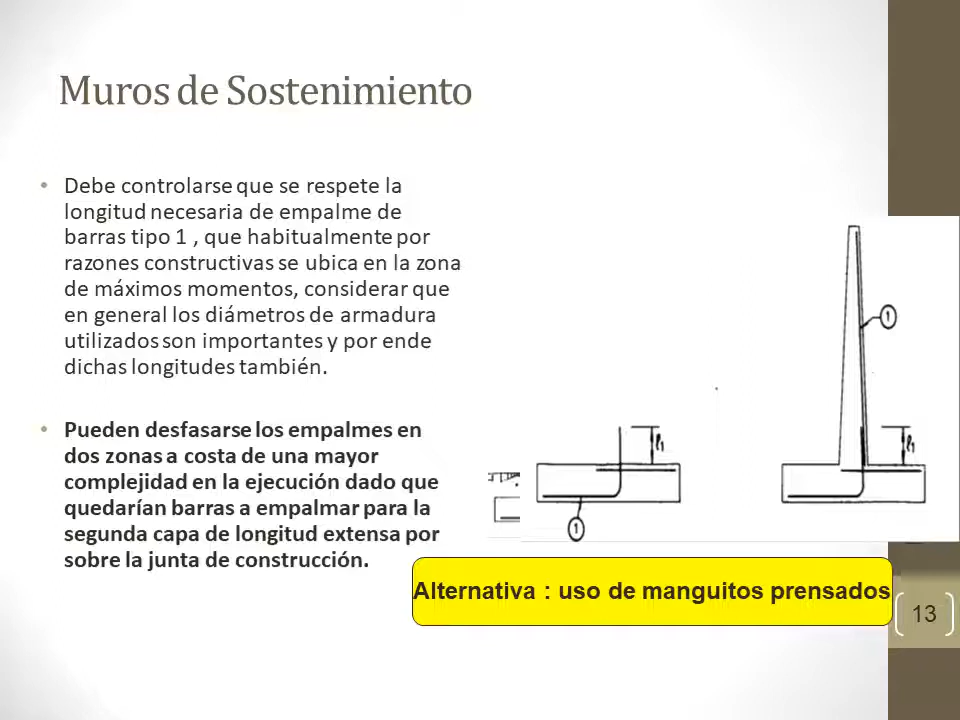 Muros de Sostenimiento
• Debe controlarse que se respete la
longitud necesaria de empalme de
barras tipo 1 , que habitualmente por
razones constructivas se ubica en la zona
de máximos momentos, considerar que
en general los diámetros de armadura
utilizados son importantes y por ende
dichas longitudes también.
• Pueden desfasarse los empalmes en
dos zonas a costa de una mayor
complejidad en la ejecución dado que
quedarían barras a empalmar para la
segunda capa de longitud extensa por
sobre la junta de construcción.
1
ℓ1
ℓ1
1
Alternativa : uso de manguitos prensados
13